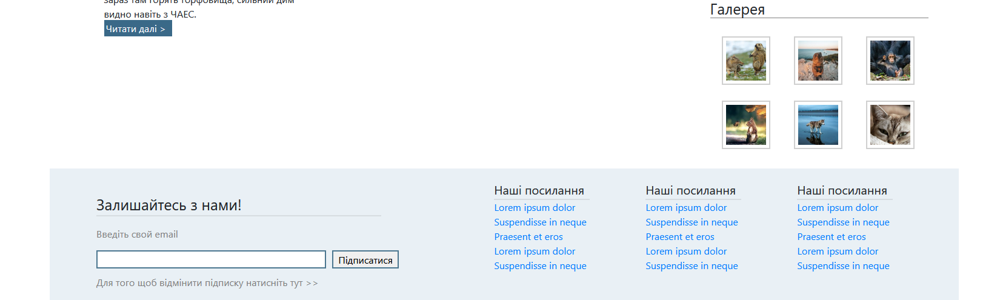 зараз там горять торфовища, сильний дим
видно навіть з ЧАЕС.
Читати далі >
Галерея
Залишайтесь з нами!
Введіть свой email
Підписатися
Для того щоб відмінити підписку натисніть тут >>
Наші посилання
Lorem ipsum dolor
Suspendisse in neque
Praesent et eros
Lorem ipsum dolor
Suspendisse in neque
Наші посилання
Lorem ipsum dolor
Suspendisse in neque
Praesent et eros
Lorem ipsum dolor
Suspendisse in neque
Наші посилання
Lorem ipsum dolor
Suspendisse in neque
Praesent et eros
Lorem ipsum dolor
Suspendisse in neque